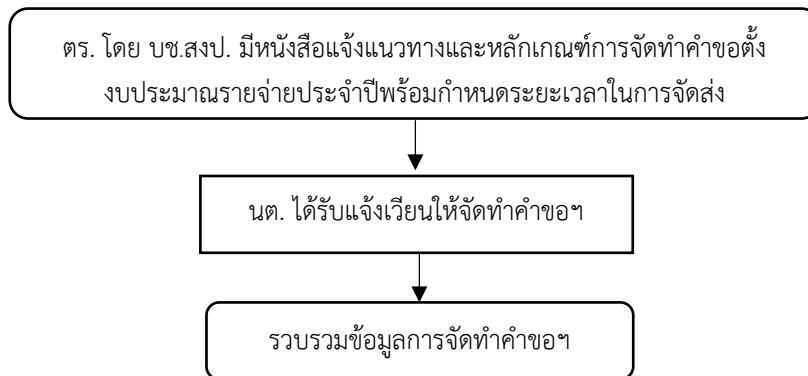 ตร. โดย บช.สงป. มีหนังสือแจ้งแนวทางและหลักเกณฑ์การจัดทำคำขอตั้ง
งบประมาณรายจ่ายประจำปีพร้อมกำหนดระยะเวลาในการจัดส่ง
นต. ได้รับแจ้งเวียนให้จัดทำคำขอฯ
รวบรวมข้อมูลการจัดทำคำขอฯ